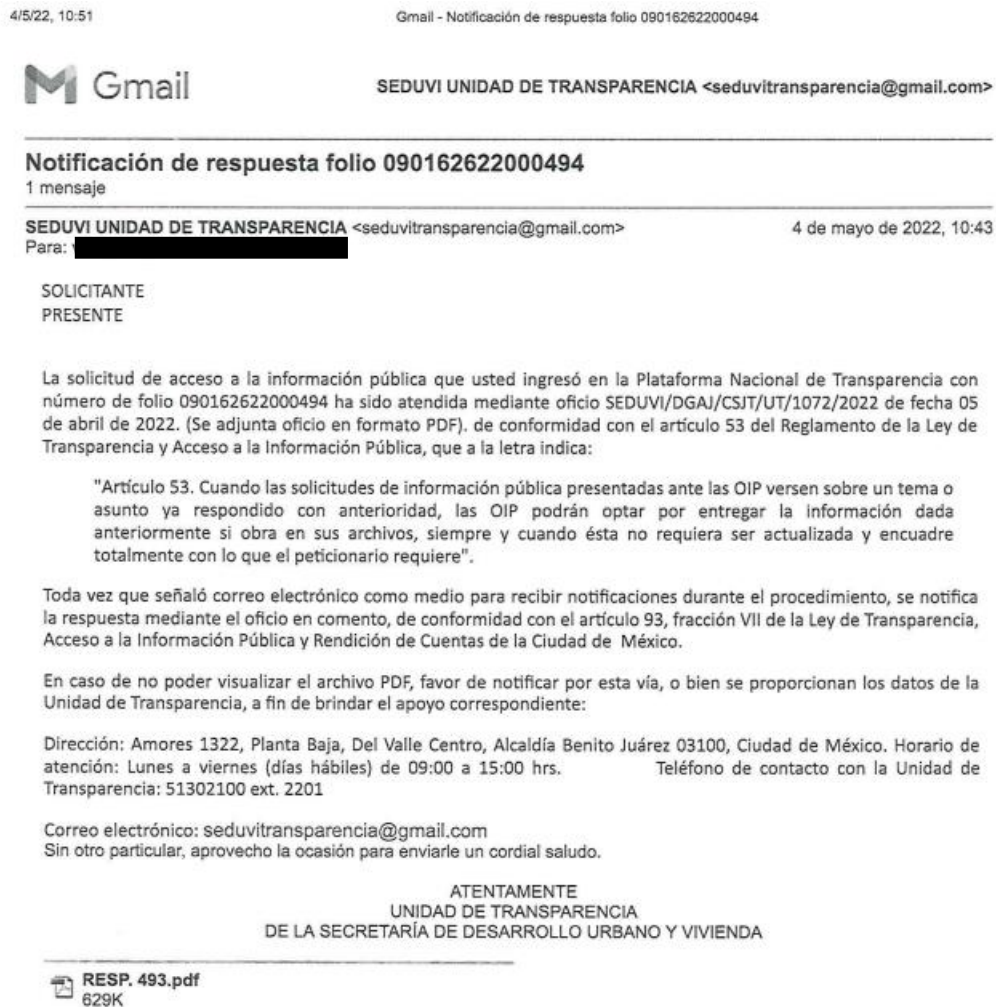 4/5/22, 10:51 Gmail - Notificación de respuesta folio 090162622000494
Gmail SEDUVI UNIDAD DE TRANSPARENCIA <seduvitransparencia@gmail.com>
Notificación de respuesta folio 090162622000494
1 mensaje
SEDUVI UNIDAD DE TRANSPARENCIA <seduvitransparencia@gmail.com> 4 de mayo de 2022, 10:43
Para:
SOLICITANTE
PRESENTE
La solicitud de acceso a la información pública que usted ingresó en la Plataforma Nacional de Transparencia con
número de folio 090162622000494 ha sido atendida mediante oficio SEDUVI/DGAJ/CSJT/UT/1072/2022 de fecha 05
de abril de 2022. (Se adjunta oficio en formato PDF). de conformidad con el artículo 53 del Reglamento de la Ley de
Transparencia y Acceso a la Información Pública, que a la letra indica:
"Artículo 53. Cuando las solicitudes de información pública presentadas ante las OIP versen sobre un tema o
asunto ya respondido con anterioridad, las OIP podrán optar por entregar la información dada
anteriormente si obra en sus archivos, siempre y cuando ésta no requiera ser actualizada y encuadre
totalmente con lo que el peticionario requiere".
Toda vez que señaló correo electrónico como medio para recibir notificaciones durante el procedimiento, se notifica
la respuesta mediante el oficio en comento, de conformidad con el artículo 93, fracción VII de la Ley de Transparencia,
Acceso a la Información Pública y Rendición de Cuentas de la Ciudad de México.
En caso de no poder visualizar el archivo PDF, favor de notificar por esta vía, o bien se proporcionan los datos de la
Unidad de Transparencia, a fin de brindar el apoyo correspondiente:
Dirección: Amores 1322, Planta Baja, Del Valle Centro, Alcaldía Benito Juárez 03100, Ciudad de México. Horario de
atención: Lunes a viernes (días hábiles) de 09:00 a 15:00 hrs. Teléfono de contacto con la Unidad de
Transparencia: 51302100 ext. 2201
Correo electrónico: seduvitransparencia@gmail.com
Sin otro particular, aprovecho la ocasión para enviarle un cordial saludo.
ATENTAMENTE
UNIDAD DE TRANSPARENCIA
DE LA SECRETARÍA DE DESARROLLO URBANO Y VIVIENDA
RESP. 493.pdf
629K